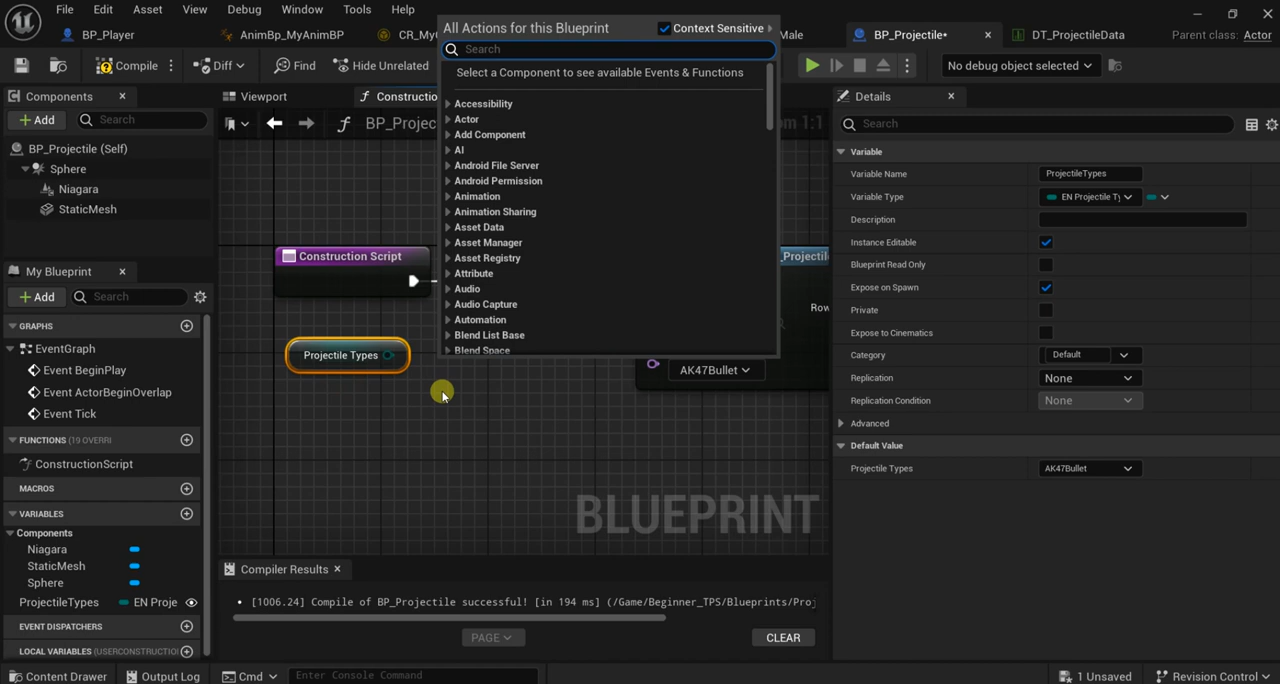 File Edit Asset View Debug Window Tools Help
BP_Player
AnimBp_MyAnimBP
CR_My
Male
BP_Projectile•
DT_ProjectileData
Parent class: Actor
Compile
Diff
Find
Hide Unrelated
No debug object selected
All Actions for this Blueprint
Context Sensitive
Search
Select a Component to see available Events & Functions
Accessibility
Actor
Add Component
AI
Android File Server
Android Permission
Animation
Animation Sharing
Asset Data
Asset Manager
Asset Registry
Attribute
Audio
Audio Capture
Automation
Blend List Base
Blend Space
Components
Add
Search
BP_Projectile (Self)
Sphere
Niagara
StaticMesh
My Blueprint
Add
Search
GRAPHS
EventGraph
Event BeginPlay
Event ActorBeginOverlap
Event Tick
FUNCTIONS (19 OVERRI
ConstructionScript
MACROS
VARIABLES
Components
Niagara
StaticMesh
Sphere
ProjectileTypes
EN Proje
EVENT DISPATCHERS
LOCAL VARIABLES (USERCONSTRUCTIO
Viewport
Constructio
BP_Projec
om 1:1
Construction Script
Projectile Types
_Projectil
Row
AK47Bullet
BLUEPRINT
Compiler Results
• [1006.24] Compile of BP_Projectile successful! [in 194 ms] (/Game/Beginner_TPS/Blueprints/Proj
PAGE
CLEAR
Details
Search
Variable
Variable Name
ProjectileTypes
Variable Type
EN Projectile Ty
Description
Instance Editable
Blueprint Read Only
Expose on Spawn
Private
Expose to Cinematics
Category
Default
Replication
None
Replication Condition
None
Advanced
Default Value
Projectile Types
AK47Bullet
Content Drawer
Output Log
Cmd
Enter Console Command
1 Unsaved
Revision Control